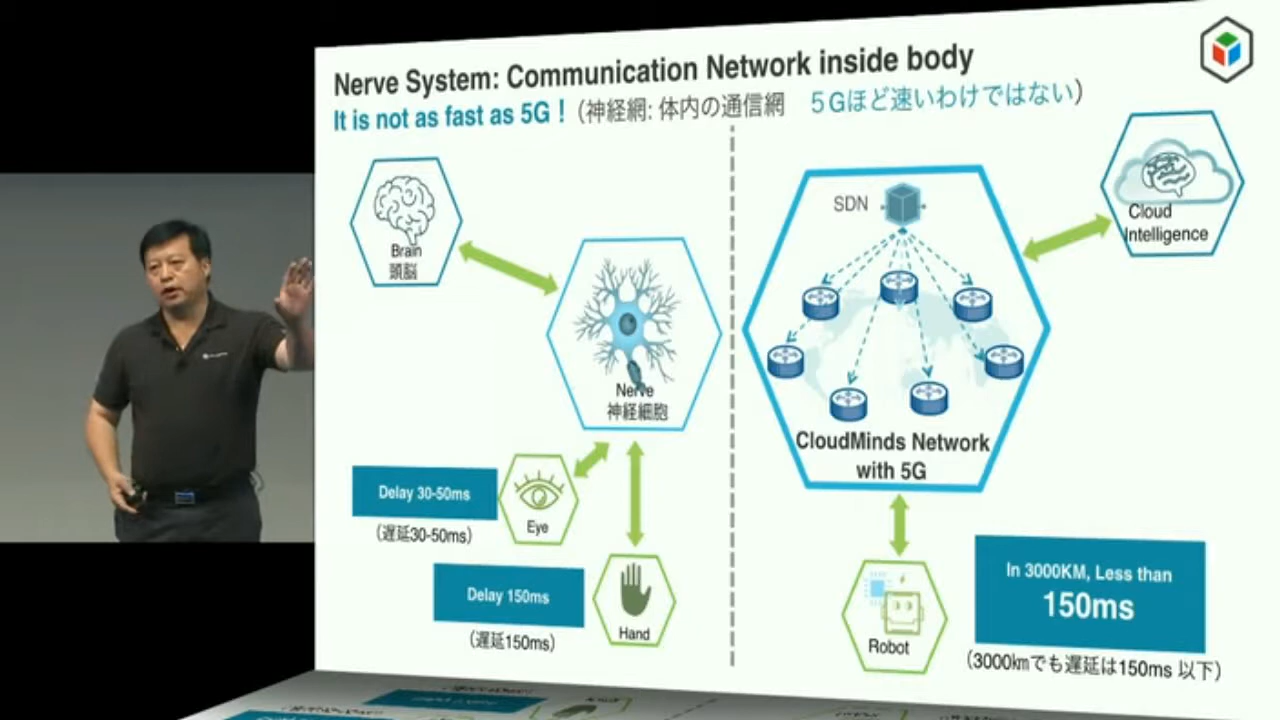 Nerve System: Communication Network inside body
It is not as fast as 5G！（神経網: 体内の通信網　５Gほど速いわけではない）
Brain
頭脳
Nerve
神経細胞
Delay 30-50ms
（遅延30-50ms）
Eye
Delay 150ms
（遅延150ms）
Hand
SDN
Cloud
Intelligence
CloudMinds Network
with 5G
Robot
In 3000KM, Less than
150ms
（3000㎞でも遅延は150ms 以下）